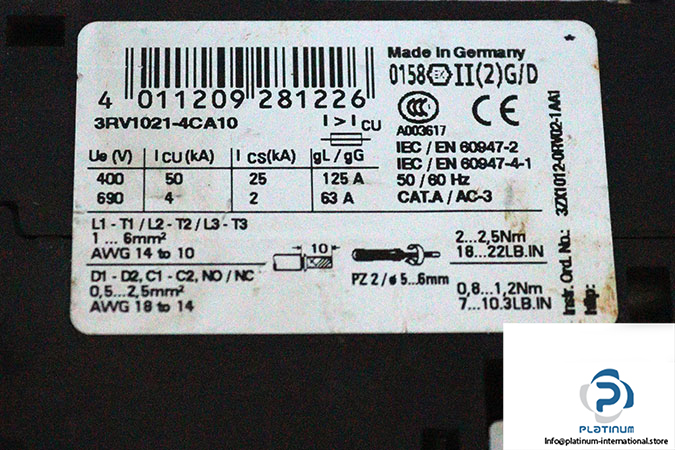 Made in Germany
0158 II(2)G/D
4 011209 281226
3RV1021-4CA10
I > ICU
A003617
CE
IEC / EN 60947-2
IEC / EN 60947-4-1
50 / 60 Hz
CAT.A / AC-3
Ue (V) ICU (kA) ICS(kA) gL / gG
400 50 25 125 A
690 4 2 63 A
L1 - T1 / L2 - T2 / L3 - T3
1 ... 6mm²
AWG 14 to 10
10
2...2,5Nm
18...22LB.IN
D1 - D2, C1 - C2, NO / NC
0,5...2,5mm²
AWG 18 to 14
PZ 2 / ø 5...6mm
0,8...1,2Nm
7...10.3LB.IN
Instr. Ord. No.: 3ZX1012-0RV02-1AA1
http:
PLATINUM
Info@platinum-international.store